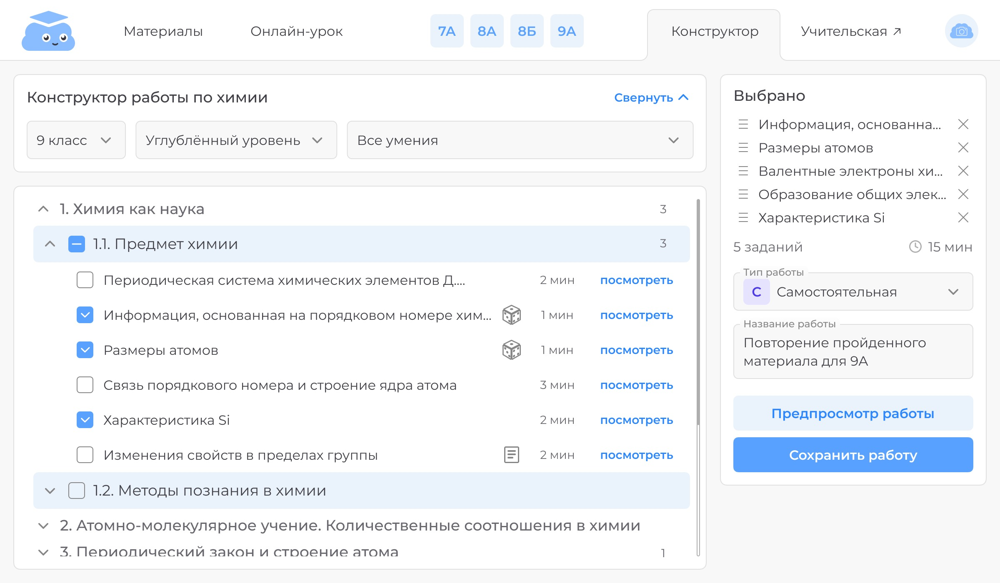 Материалы
Онлайн-урок
7А
8А
8Б
9А
Конструктор
Учительская ↗
Конструктор работы по химии
Свернуть
9 класс
Углублённый уровень
Все умения
1. Химия как наука
3
1.1. Предмет химии
3
Периодическая система химических элементов Д....
2 мин
посмотреть
Информация, основанная на порядковом номере хим...
1 мин
посмотреть
Размеры атомов
1 мин
посмотреть
Связь порядкового номера и строение ядра атома
3 мин
посмотреть
Характеристика Si
2 мин
посмотреть
Изменения свойств в пределах группы
2 мин
посмотреть
1.2. Методы познания в химии
2. Атомно-молекулярное учение. Количественные соотношения в химии
3. Периодический закон и строение атома
1
Выбрано
Информация, основанна...
Размеры атомов
Валентные электроны хи...
Образование общих элек...
Характеристика Si
5 заданий
15 мин
Тип работы
С
Самостоятельная
Название работы
Повторение пройденного
материала для 9А
Предпросмотр работы
Сохранить работу